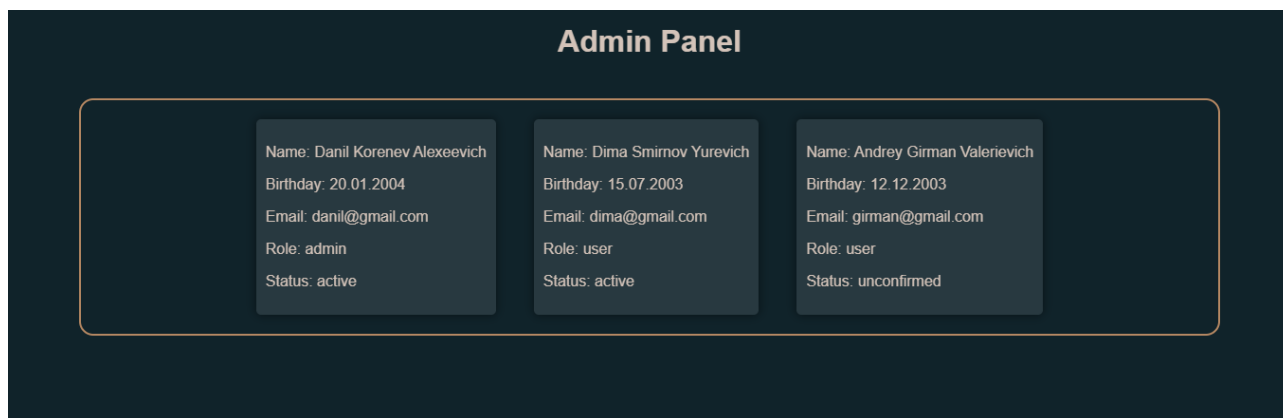 Admin Panel
Name: Danil Korenev Alexeevich
Birthday: 20.01.2004
Email: danil@gmail.com
Role: admin
Status: active
Name: Dima Smirnov Yurevich
Birthday: 15.07.2003
Email: dima@gmail.com
Role: user
Status: active
Name: Andrey Girman Valerievich
Birthday: 12.12.2003
Email: girman@gmail.com
Role: user
Status: unconfirmed